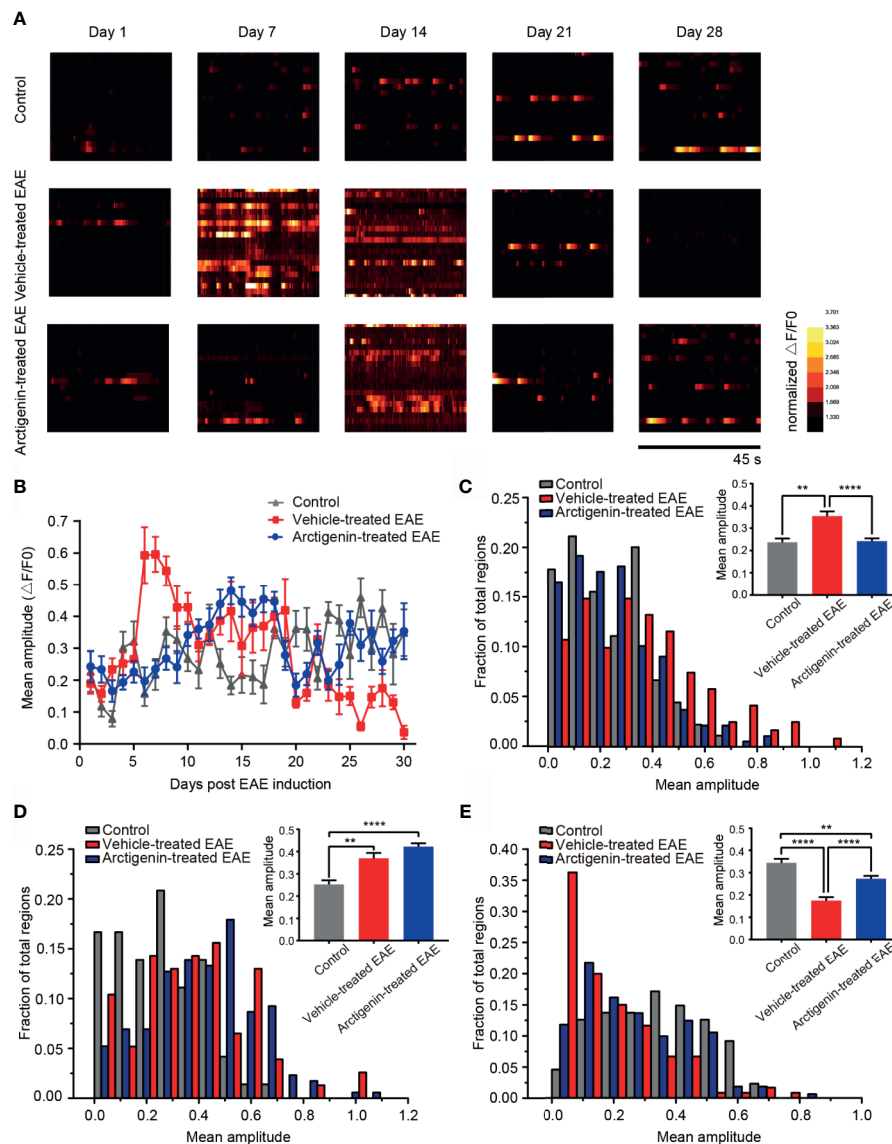 A
Day 1 Day 7 Day 14 Day 21 Day 28
Control
Vehicle-treated EAE
Arctigenin-treated EAE
normalized △F/F0
3.701
3.363
3.024
2.685
2.346
2.008
1.669
1.330
45 s
B
Control
Vehicle-treated EAE
Arctigenin-treated EAE
Mean amplitude (△F/F0)
0.7
0.6
0.5
0.4
0.3
0.2
0.1
0.0
0 5 10 15 20 25 30
Days post EAE induction
C
Control
Vehicle-treated EAE
Arctigenin-treated EAE
Fraction of total regions
0.25
0.20
0.15
0.10
0.05
0.00
0.0 0.2 0.4 0.6 0.8 1.0 1.2
Mean amplitude
Mean amplitude
0.5
0.4
0.3
0.2
0.1
0.0
** ****
Control
Vehicle-treated EAE
Arctigenin-treated EAE
D
Control
Vehicle-treated EAE
Arctigenin-treated EAE
Fraction of total regions
0.25
0.20
0.15
0.10
0.05
0.00
0.0 0.2 0.4 0.6 0.8 1.0 1.2
Mean amplitude
Mean amplitude
0.5
0.4
0.3
0.2
0.1
0.0
****
**
Control
Vehicle-treated EAE
Arctigenin-treated EAE
E
Control
Vehicle-treated EAE
Arctigenin-treated EAE
Fraction of total regions
0.40
0.35
0.30
0.25
0.20
0.15
0.10
0.05
0.00
0.0 0.2 0.4 0.6 0.8 1.0 1.2
Mean amplitude
Mean amplitude
0.5
0.4
0.3
0.2
0.1
0.0
**
**** ****
Control
Vehicle-treated EAE
Arctigenin-treated EAE